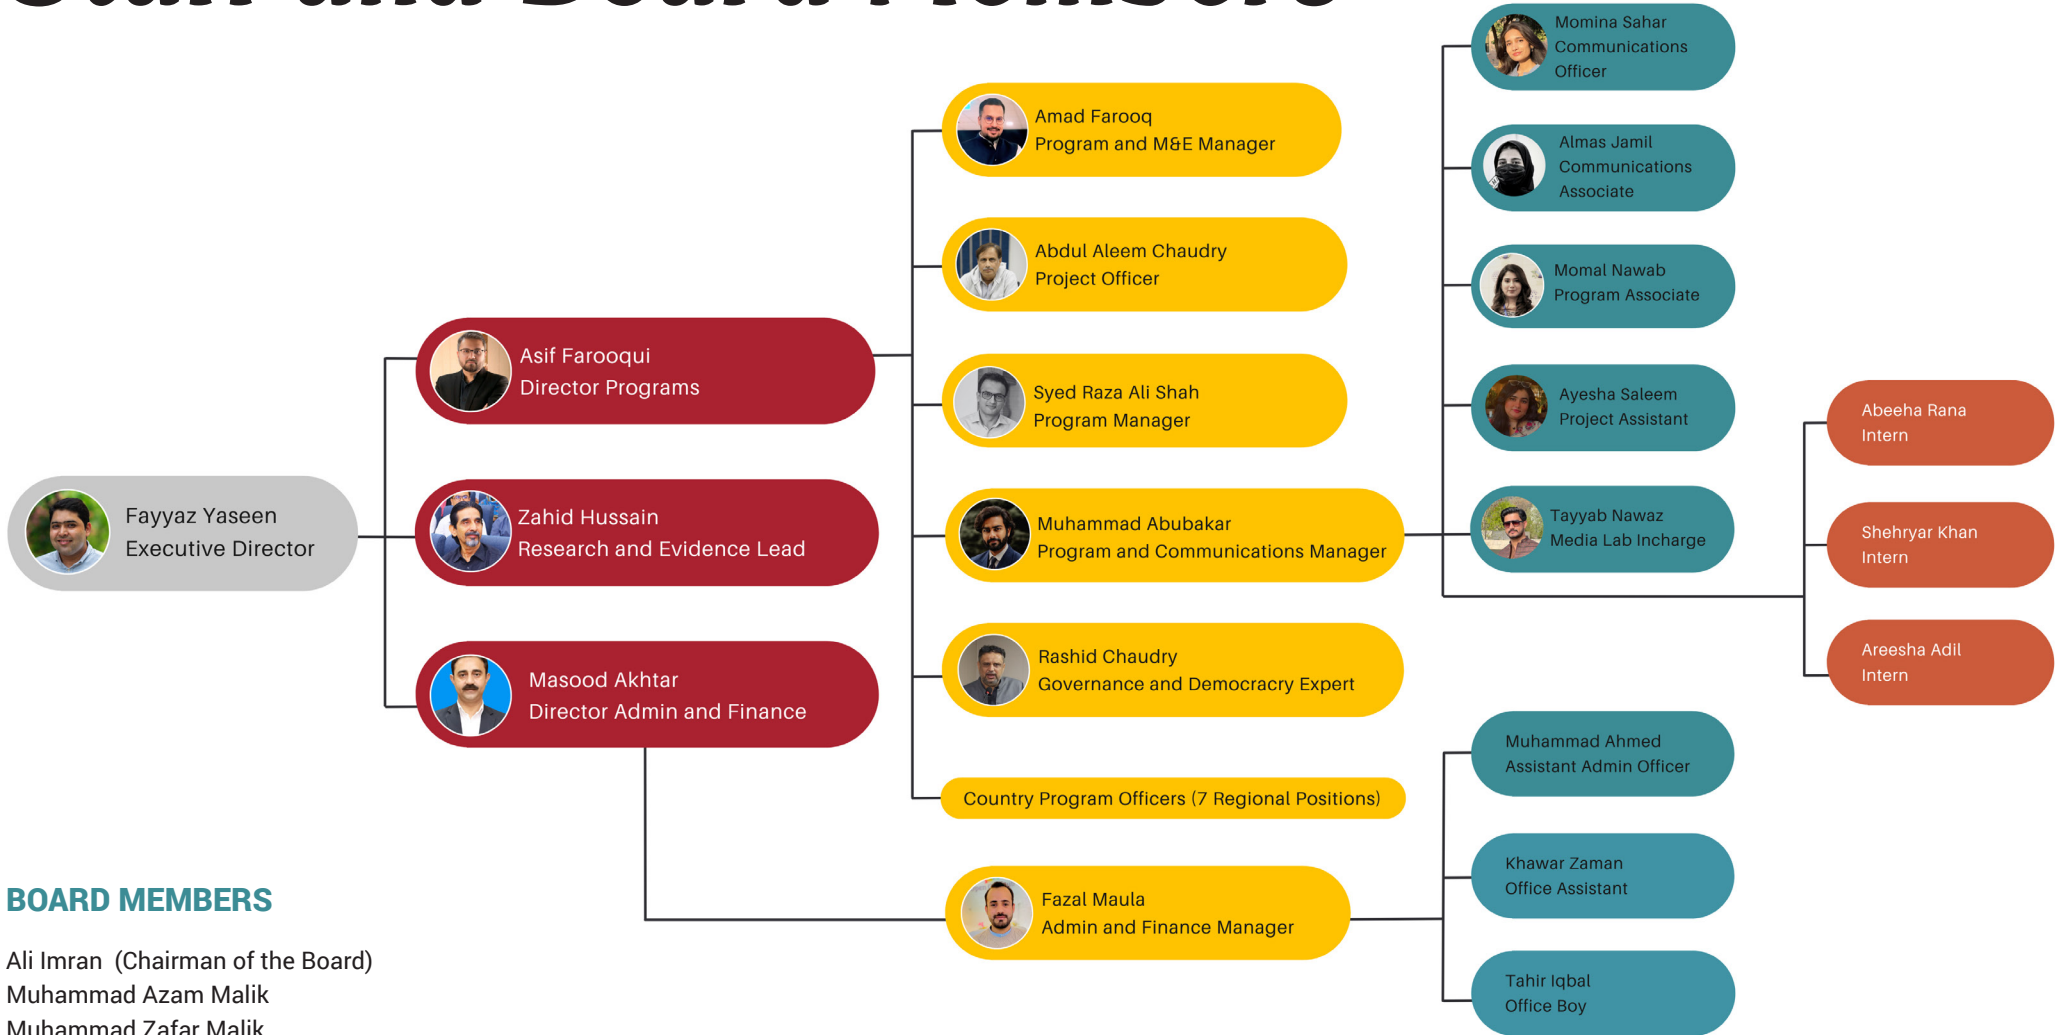 Staff and Board Members
Fayyaz Yaseen
Executive Director
Asif Farooqui
Director Programs
Zahid Hussain
Research and Evidence Lead
Masood Akhtar
Director Admin and Finance
Amad Farooq
Program and M&E Manager
Abdul Aleem Chaudry
Project Officer
Syed Raza Ali Shah
Program Manager
Muhammad Abubakar
Program and Communications Manager
Rashid Chaudry
Governance and Democracry Expert
Country Program Officers (7 Regional Positions)
Fazal Maula
Admin and Finance Manager
Momina Sahar
Communications
Officer
Almas Jamil
Communications
Associate
Momal Nawab
Program Associate
Ayesha Saleem
Project Assistant
Tayyab Nawaz
Media Lab Incharge
Abeeha Rana
Intern
Shehryar Khan
Intern
Areesha Adil
Intern
Muhammad Ahmed
Assistant Admin Officer
Khawar Zaman
Office Assistant
Tahir Iqbal
Office Boy
BOARD MEMBERS
Ali Imran (Chairman of the Board)
Muhammad Azam Malik
Muhammad Zafar Malik